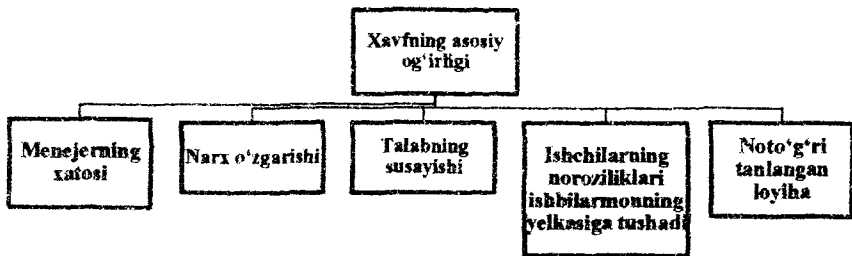 Xavfning asosiy
og‘irligi
Menejerning
xatosi
Narx o‘zgarishi
Talabning
susayishi
Ishchilarning
noroziliklari
ishbilarmonning
yelkasiga tushadi
Noto‘g‘ri
tanlangan
loyiha